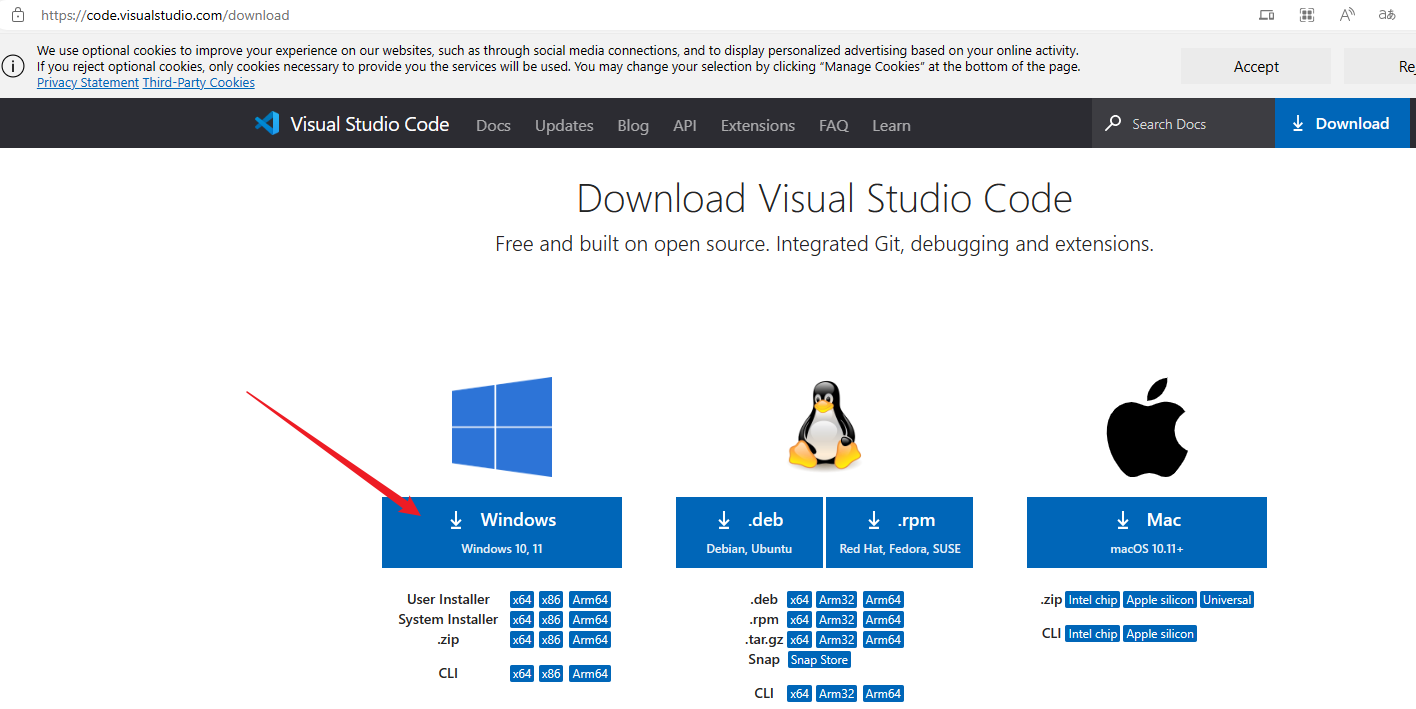 https://code.visualstudio.com/download
We use optional cookies to improve your experience on our websites, such as through social media connections, and to display personalized advertising based on your online activity.
If you reject optional cookies, only cookies necessary to provide you the services will be used. You may change your selection by clicking “Manage Cookies” at the bottom of the page.
Privacy Statement Third-Party Cookies
Accept
Re
Visual Studio Code Docs Updates Blog API Extensions FAQ Learn Search Docs Download
Download Visual Studio Code
Free and built on open source. Integrated Git, debugging and extensions.
Windows
Windows 10, 11
User Installer x64 x86 Arm64
System Installer x64 x86 Arm64
.zip x64 x86 Arm64
CLI x64 x86 Arm64
.deb
Debian, Ubuntu
.rpm
Red Hat, Fedora, SUSE
.deb x64 Arm32 Arm64
.rpm x64 Arm32 Arm64
.tar.gz x64 Arm32 Arm64
Snap Snap Store
CLI x64 Arm32 Arm64
Mac
macOS 10.11+
.zip Intel chip Apple silicon Universal
CLI Intel chip Apple silicon